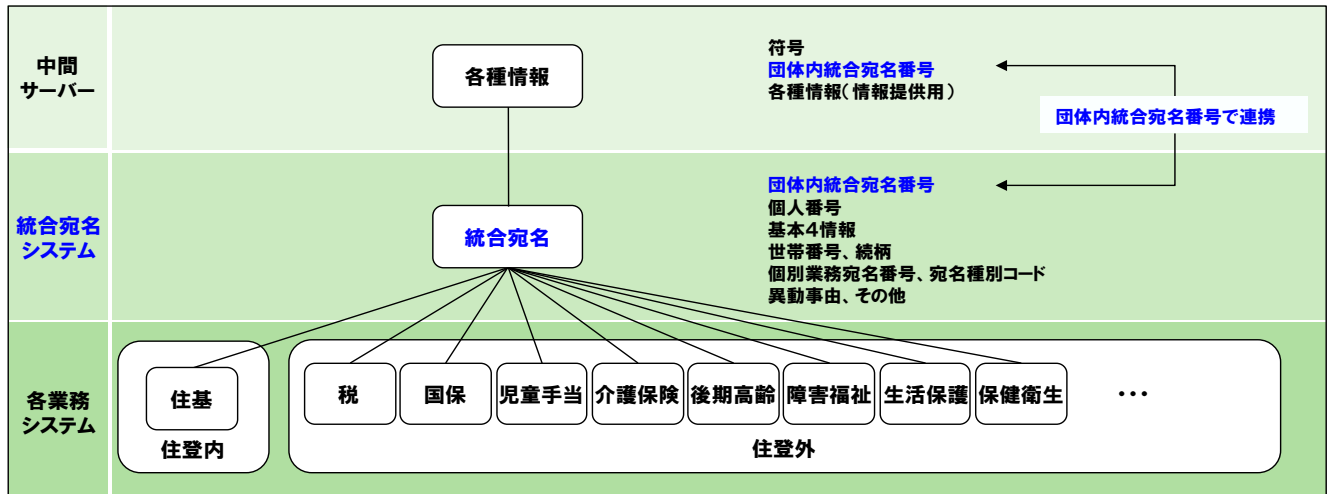 中間
サーバー
各種情報
符号
団体内統合宛名番号
各種情報(情報提供用)
団体内統合宛名番号で連携
統合宛名
システム
統合宛名
団体内統合宛名番号
個人番号
基本4情報
世帯番号、続柄
個別業務宛名番号、宛名種別コード
異動事由、その他
各業務
システム
住基
住登内
税
国保
児童手当
介護保険
後期高齢
障害福祉
生活保護
保健衛生
・・・
住登外